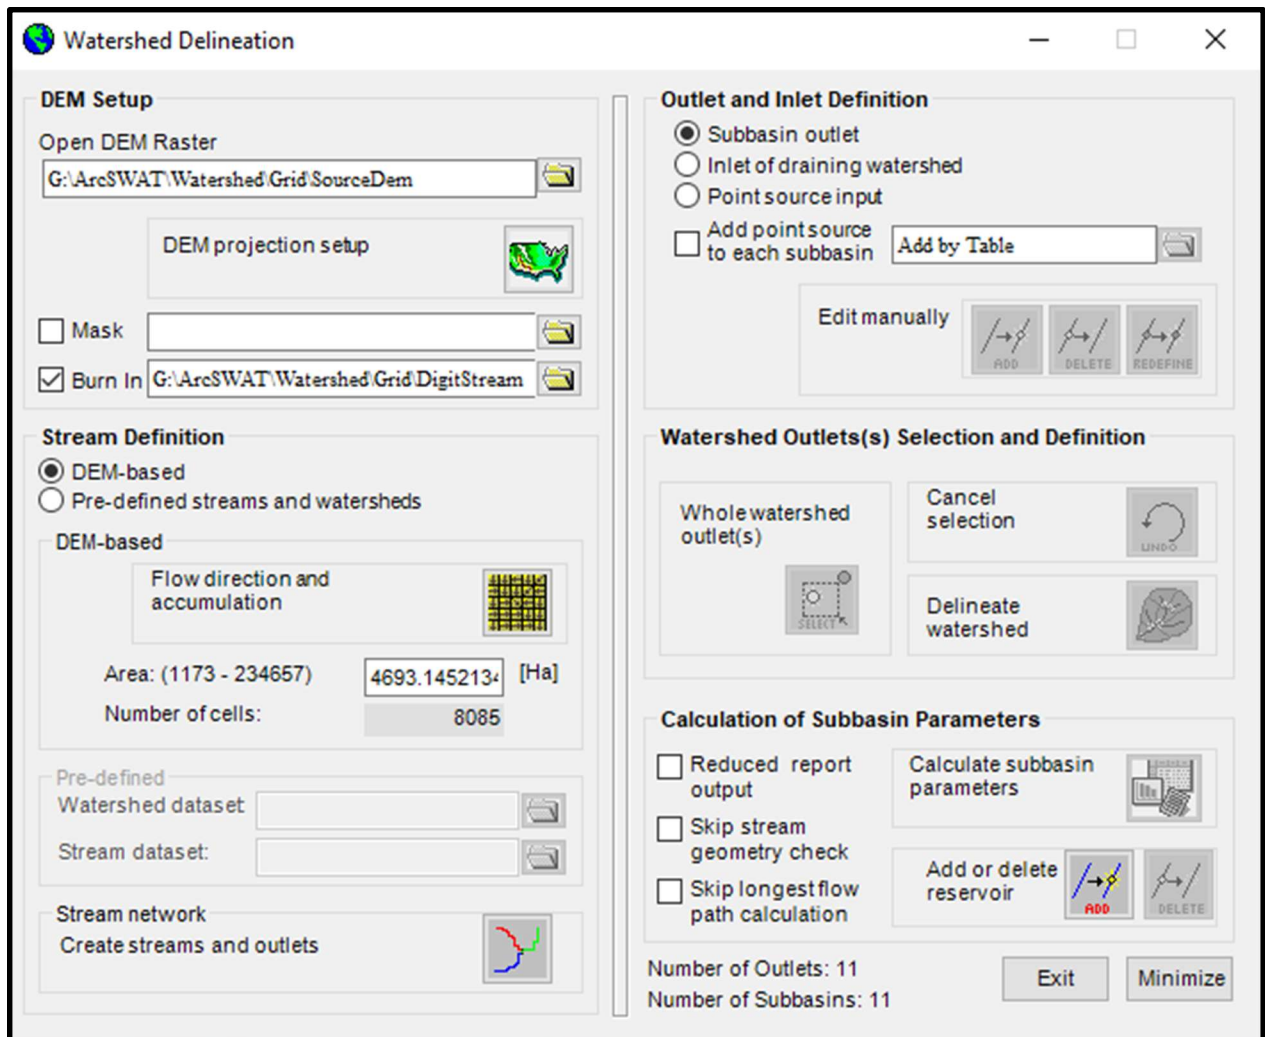 Watershed Delineation
DEM Setup
Open DEM Raster
G:\ArcSWAT\Watershed\Grid\SourceDem
DEM projection setup
Mask
Burn In
G:\ArcSWAT\Watershed\Grid\DigitStream
Stream Definition
DEM-based
Pre-defined streams and watersheds
DEM-based
Flow direction and
accumulation
Area: (1173 - 234657)
4693.1452134
[Ha]
Number of cells:
8085
Pre-defined
Watershed dataset
Stream dataset:
Stream network
Create streams and outlets
Outlet and Inlet Definition
Subbasin outlet
Inlet of draining watershed
Point source input
Add point source
to each subbasin
Add by Table
Edit manually
ADD
DELETE
REDEFINE
Watershed Outlets(s) Selection and Definition
Whole watershed
outlet(s)
SELECT
Cancel
selection
UNDO
Delineate
watershed
Calculation of Subbasin Parameters
Reduced report
output
Skip stream
geometry check
Skip longest flow
path calculation
Calculate subbasin
parameters
Add or delete
reservoir
ADD
DELETE
Number of Outlets: 11
Number of Subbasins: 11
Exit
Minimize